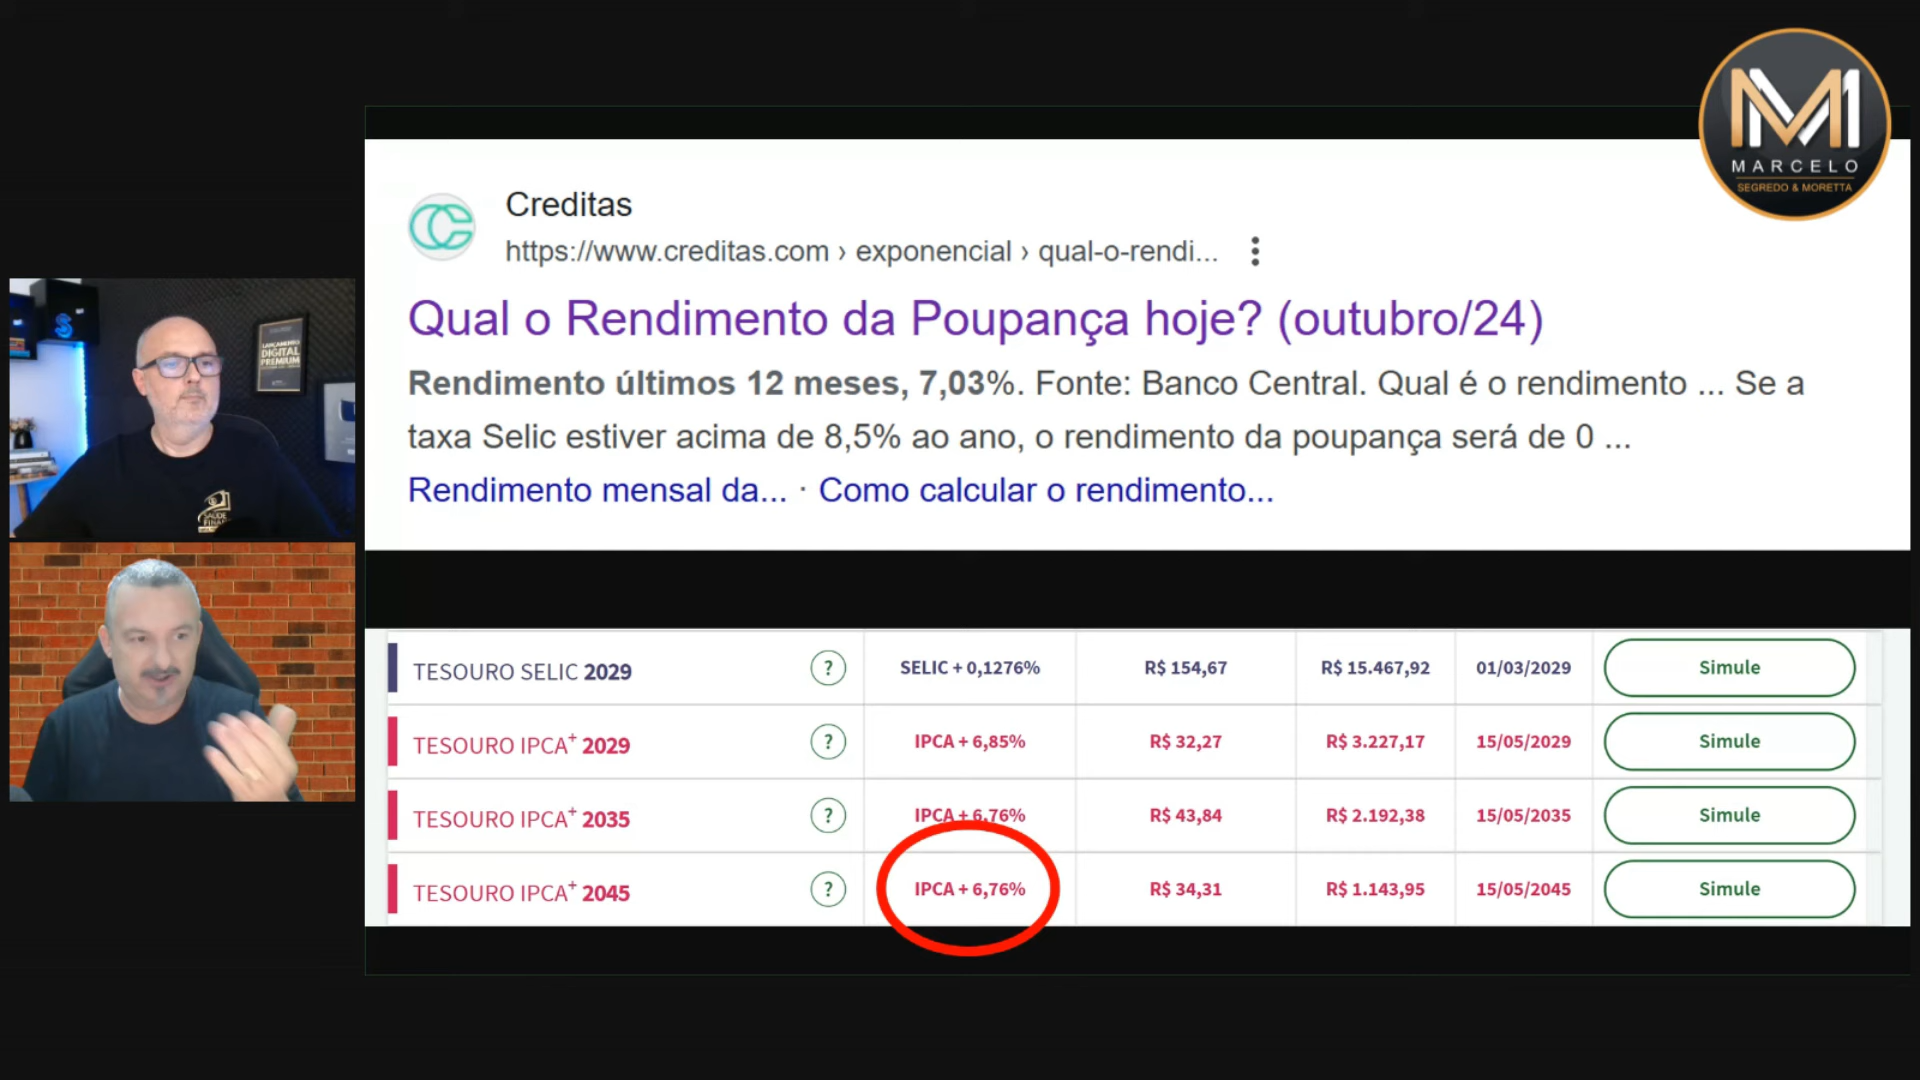 MARCELO
SEGREDO & MORETTA
Creditas
https://www.creditas.com › exponencial › qual-o-rendi...
Qual o Rendimento da Poupança hoje? (outubro/24)
Rendimento últimos 12 meses, 7,03%. Fonte: Banco Central. Qual é o rendimento ... Se a
taxa Selic estiver acima de 8,5% ao ano, o rendimento da poupança será de 0 ...
Rendimento mensal da... · Como calcular o rendimento...
LANÇAMENTO
DIGITAL
PREMIUM
SAÚDE
TESOURO SELIC 2029 ? SELIC + 0,1276% R$ 154,67 R$ 15.467,92 01/03/2029 Simule
TESOURO IPCA+ 2029 ? IPCA + 6,85% R$ 32,27 R$ 3.227,17 15/05/2029 Simule
TESOURO IPCA+ 2035 ? IPCA + 6,76% R$ 43,84 R$ 2.192,38 15/05/2035 Simule
TESOURO IPCA+ 2045 ? IPCA + 6,76% R$ 34,31 R$ 1.143,95 15/05/2045 Simule